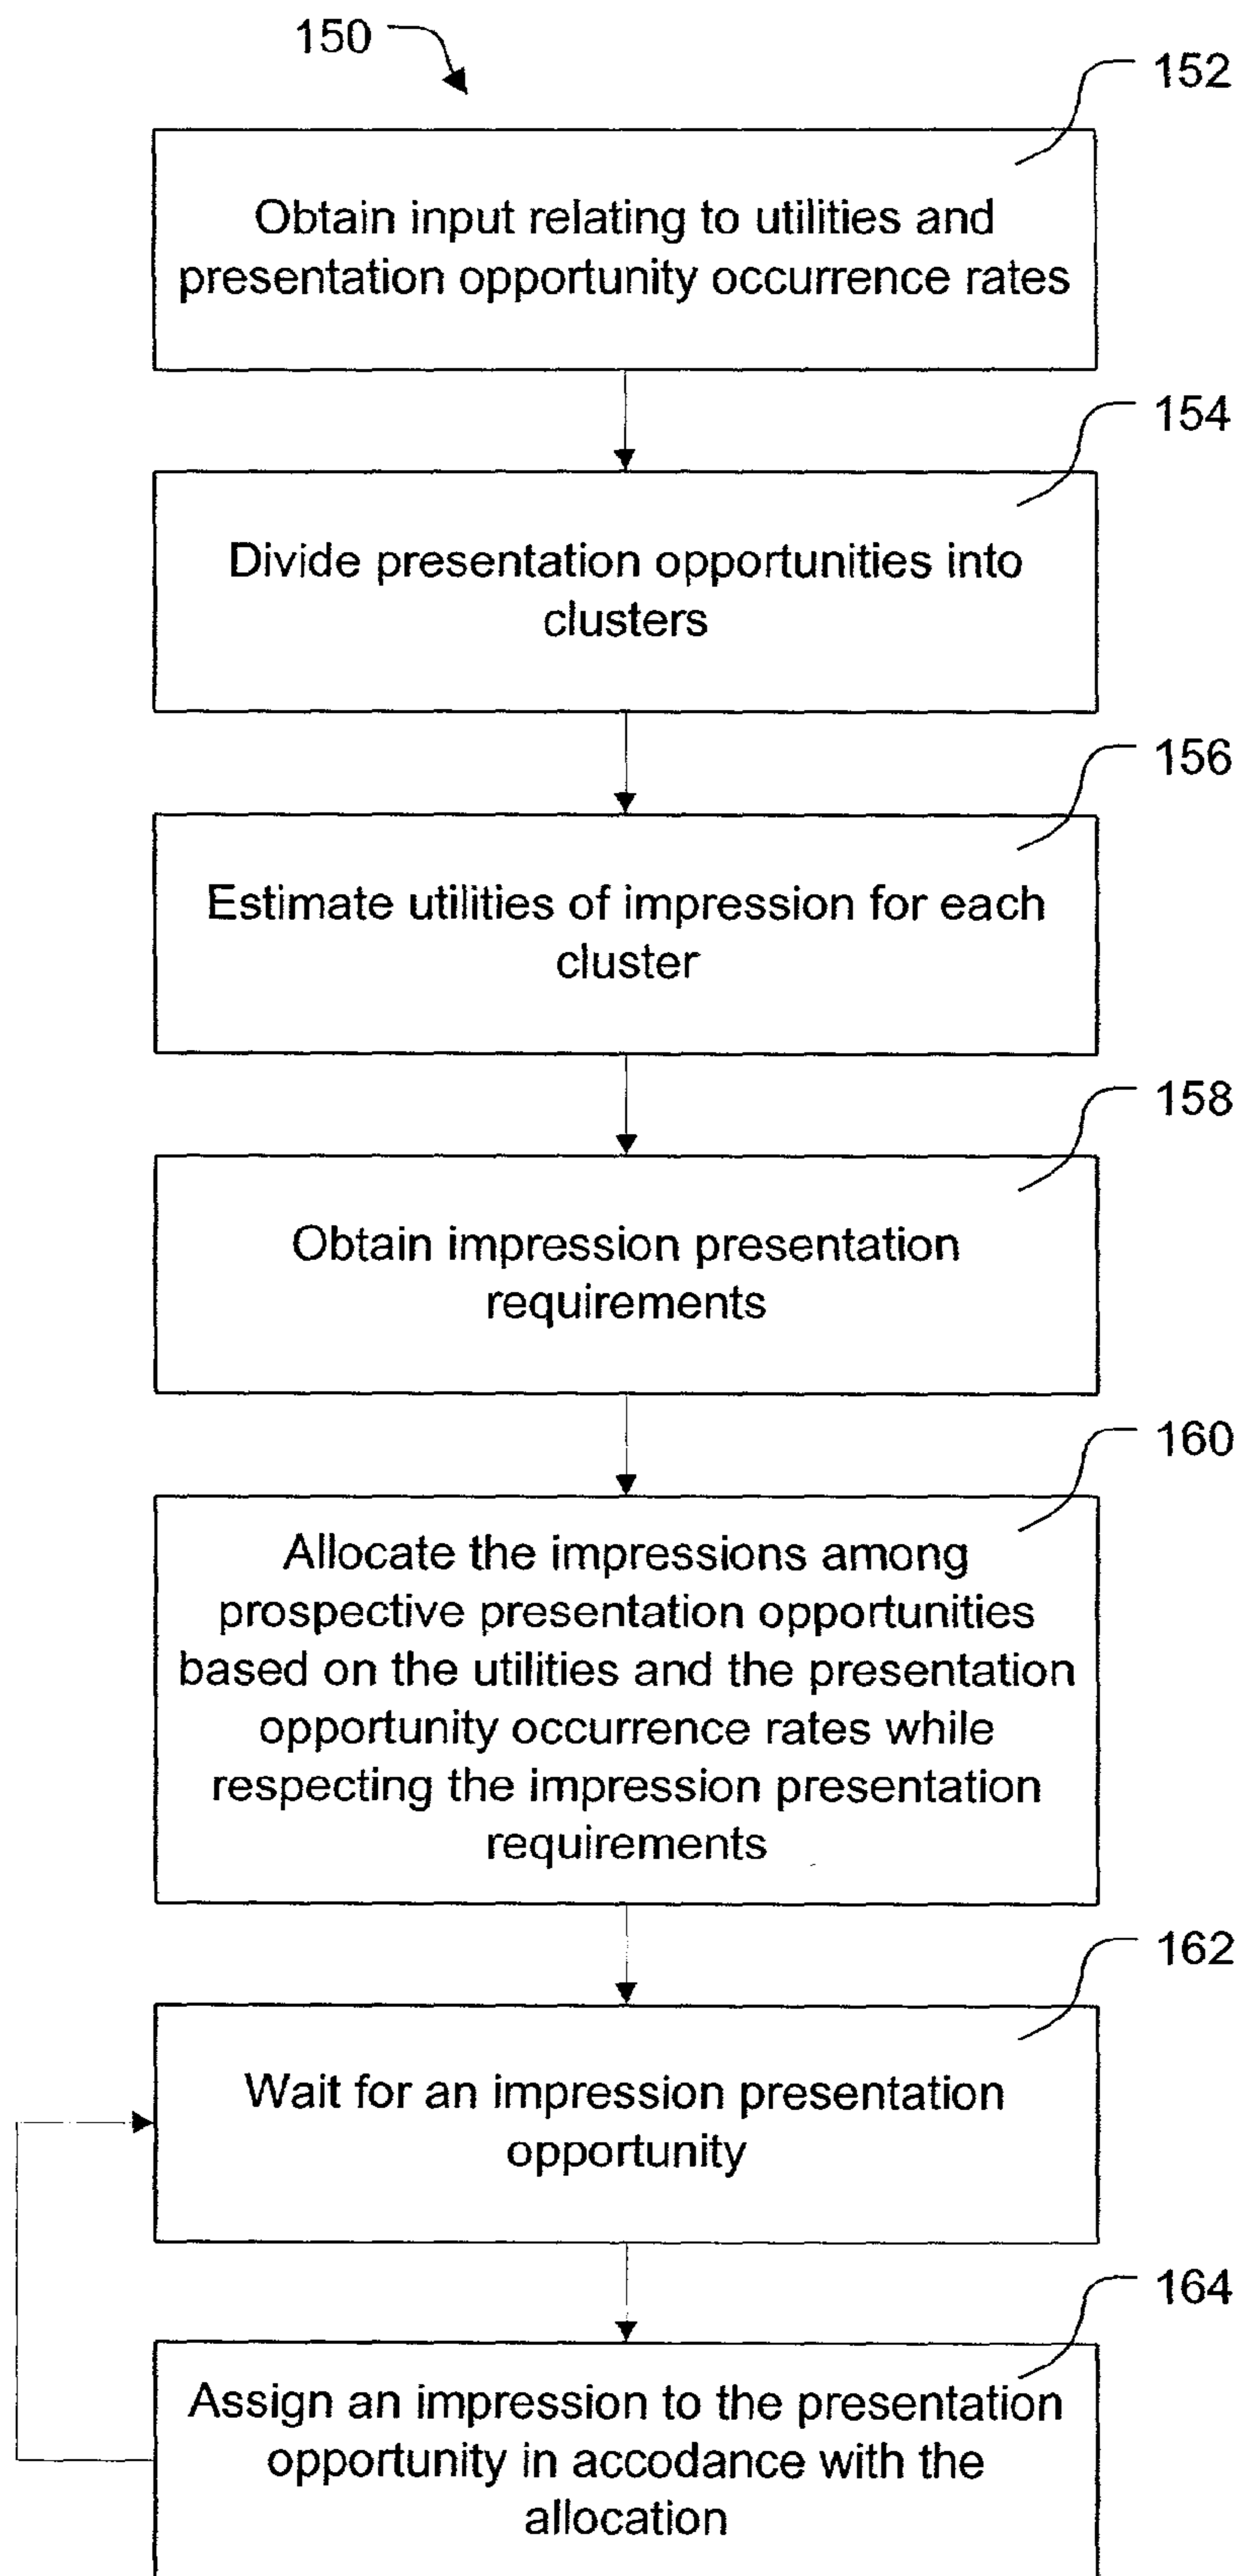 150
152
Obtain input relating to utilities and
presentation opportunity occurrence rates
154
Divide presentation opportunities into
clusters
156
Estimate utilities of impression for each
cluster
158
Obtain impression presentation
requirements
160
Allocate the impressions among
prospective presentation opportunities
based on the utilities and the presentation
opportunity occurrence rates while
respecting the impression presentation
requirements
162
Wait for an impression presentation
opportunity
164
Assign an impression to the presentation
opportunity in accodance with the
allocation